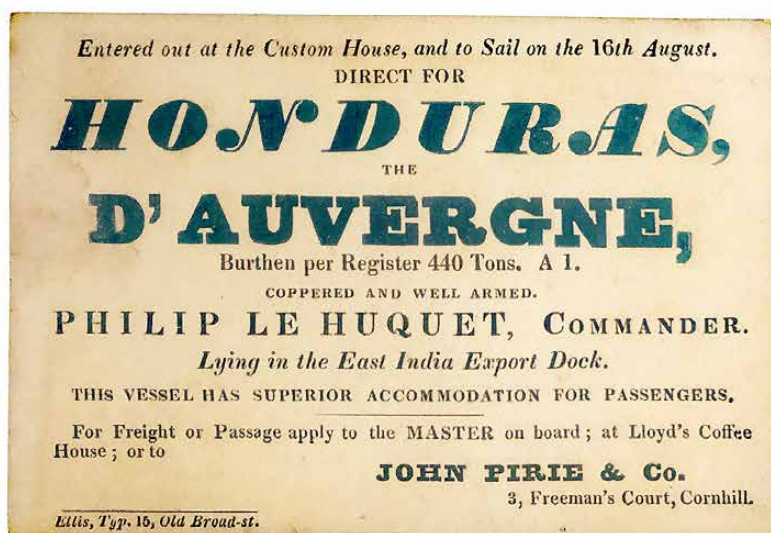 Entered out at the Custom House, and to Sail on the 16th August.
DIRECT FOR
HONDURAS,
THE
D'AUVERGNE,
Burthen per Register 440 Tons. A 1.
COPPERED AND WELL ARMED.
PHILIP LE HUQUET, COMMANDER.
Lying in the East India Export Dock.
THIS VESSEL HAS SUPERIOR ACCOMMODATION FOR PASSENGERS.
For Freight or Passage apply to the MASTER on board; at Lloyd's Coffee
House; or to
JOHN PIRIE & Co.
3, Freeman's Court, Cornhill.
Ellis, Typ. 15, Old Broad-st.